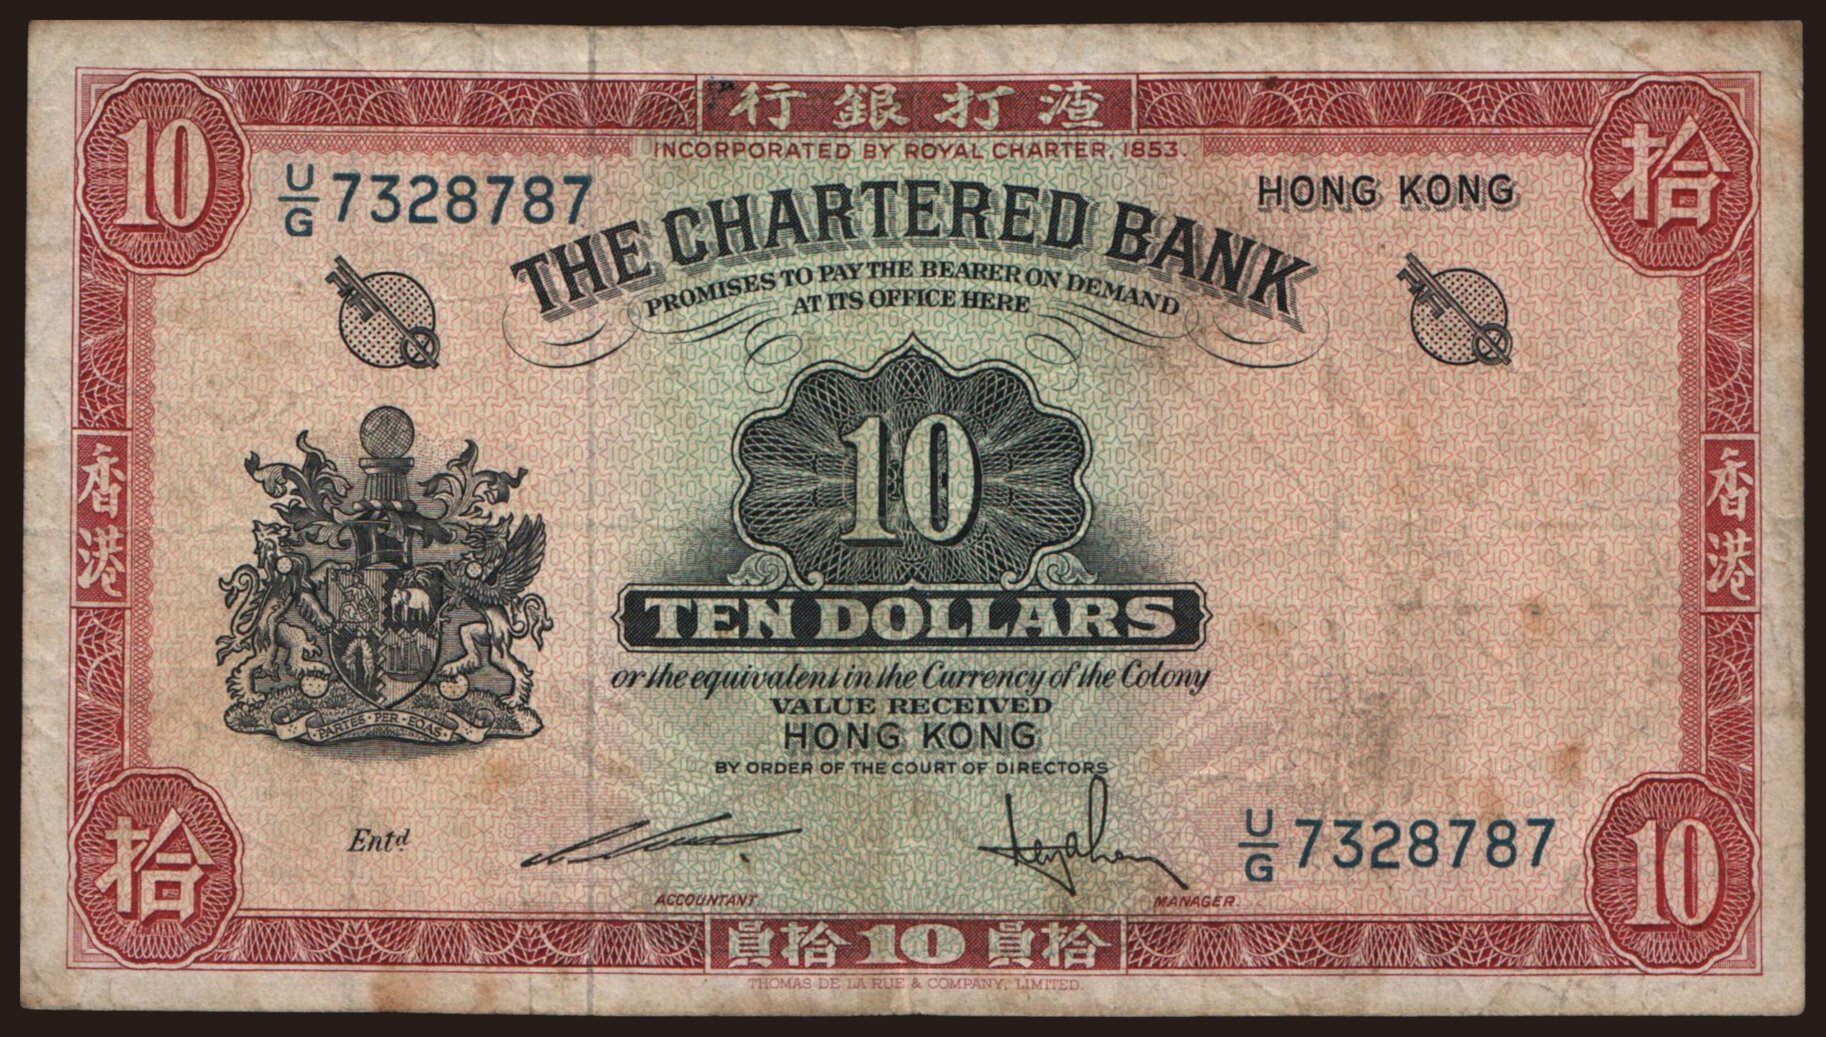 行銀打渣
INCORPORATED BY ROYAL CHARTER, 1853.
10
拾
U/G 7328787
HONG KONG
THE CHARTERED BANK
PROMISES TO PAY THE BEARER ON DEMAND
AT ITS OFFICE HERE
10
香港
香港
TEN DOLLARS
or the equivalent in the Currency of the Colony
VALUE RECEIVED
HONG KONG
BY ORDER OF THE COURT OF DIRECTORS
PARTES·PER·EQAS
Entd.
U/G 7328787
ACCOUNTANT
MANAGER.
拾
10
員拾 10 員拾
THOMAS DE LA RUE & COMPANY, LIMITED.